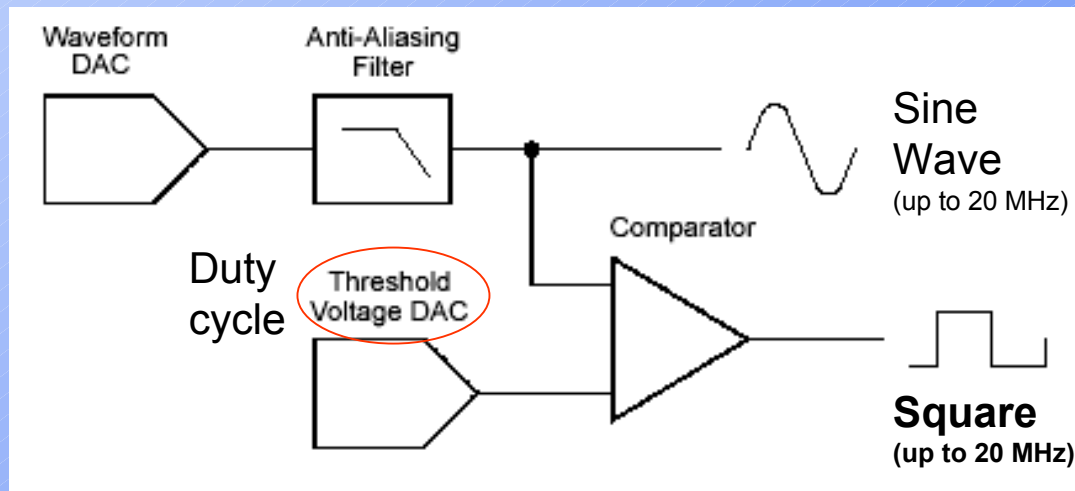 Waveform
DAC
Anti-Aliasing
Filter
Sine
Wave
(up to 20 MHz)
Comparator
Duty
cycle
Threshold
Voltage DAC
Square
(up to 20 MHz)